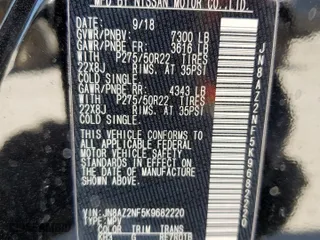 MFD BY NISSAN MOTOR CO.,LTD.
DATE: 9/18
GVWR/PNBV: 7300 LB
GAWR/PNBE FR: 3616 LB
WITH P275/50R22 TIRES
22X8J RIMS. AT 35PSI
COLD SINGLE
GAWR/PNBE RR: 4343 LB
WITH P275/50R22 TIRES
22X8J RIMS. AT 35PSI
COLD SINGLE
THIS VEHICLE CONFORMS TO
ALL APPLICABLE
VEHICLE SAFETY
IN EFFECT ON THE DATE OF
MANUFACTURE SHOWN ABOVE.
VIN: JN8AZ2NF5K9682220
TYPE: MPV
COLOR
JN8AZ2NF5K9682220